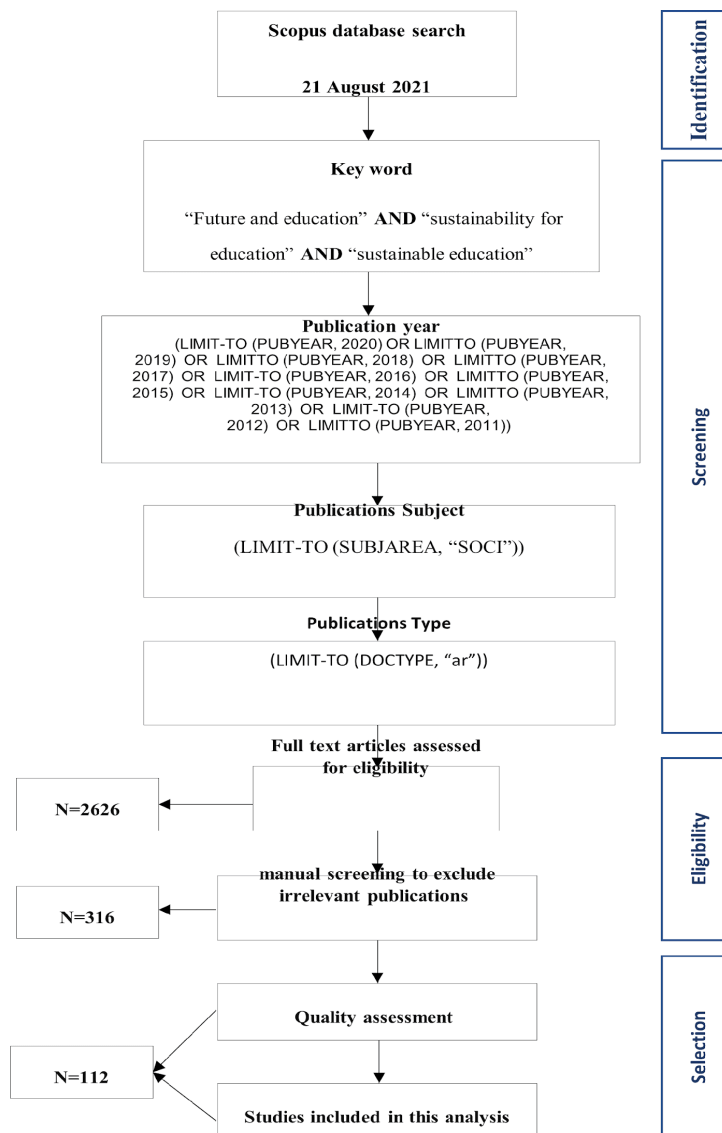 Scopus database search
21 August 2021
Identification
Key word
“Future and education” AND “sustainability for
education” AND “sustainable education”
Publication year
(LIMIT-TO (PUBYEAR, 2020) OR LIMITTO (PUBYEAR,
2019) OR LIMITTO (PUBYEAR, 2018) OR LIMITTO (PUBYEAR,
2017) OR LIMIT-TO (PUBYEAR, 2016) OR LIMITTO (PUBYEAR,
2015) OR LIMIT-TO (PUBYEAR, 2014) OR LIMITTO (PUBYEAR,
2013) OR LIMIT-TO (PUBYEAR,
2012) OR LIMITTO (PUBYEAR, 2011))
Screening
Publications Subject
(LIMIT-TO (SUBJAREA, “SOCI”))
Publications Type
(LIMIT-TO (DOCTYPE, “ar”))
Full text articles assessed
for eligibility
N=2626
Eligibility
manual screening to exclude
irrelevant publications
N=316
Quality assessment
Selection
N=112
Studies included in this analysis